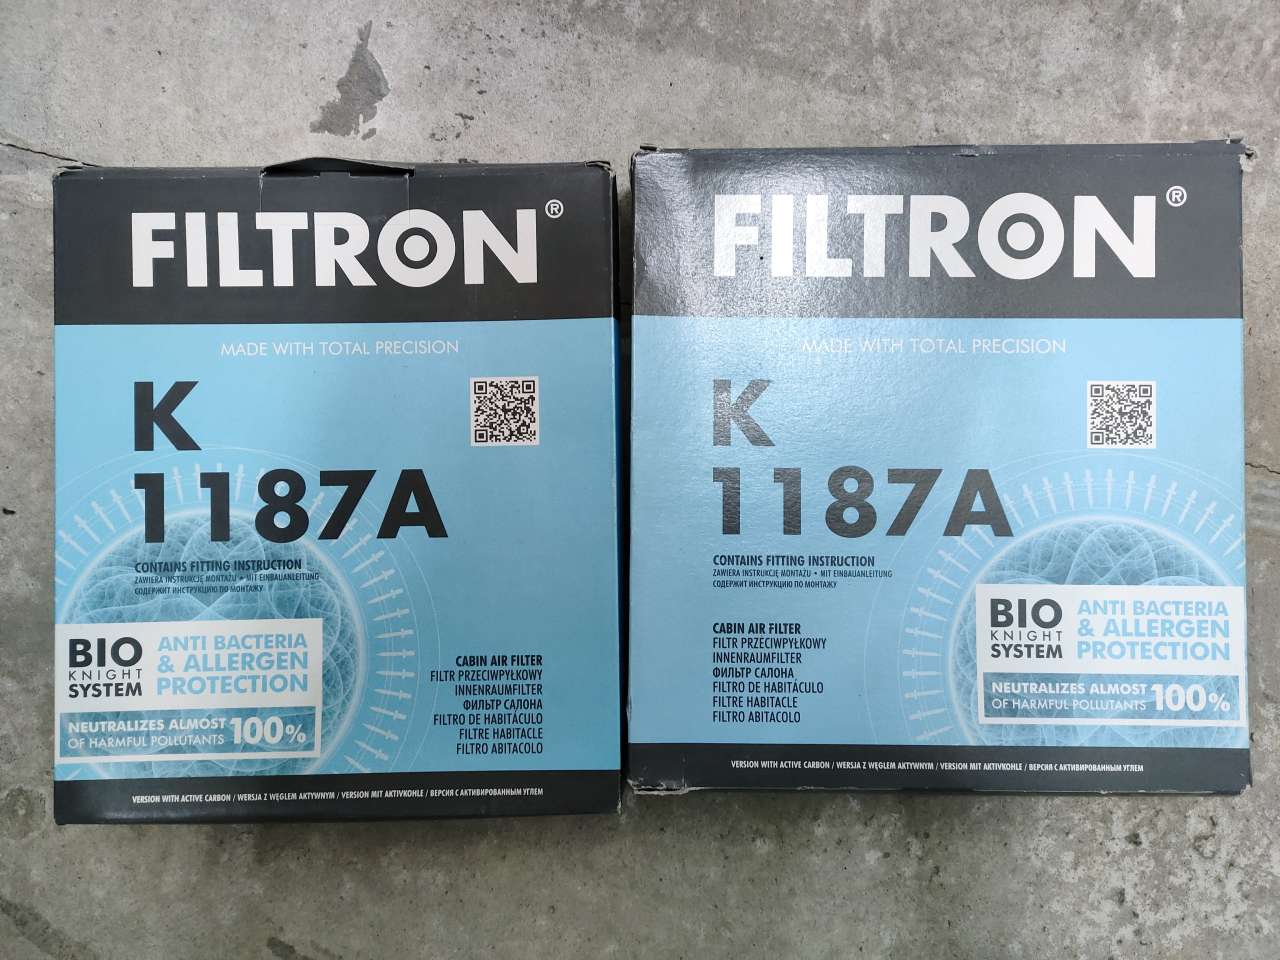 FILTRON®
MADE WITH TOTAL PRECISION
K
1187A
CONTAINS FITTING INSTRUCTION
ZAWIERA INSTRUKCJĘ MONTAŻU • MIT EINBAUANLEITUNG
СОДЕРЖИТ ИНСТРУКЦИЮ ПО МОНТАЖУ
BIO
KNIGHT
SYSTEM
ANTI BACTERIA
& ALLERGEN
PROTECTION
NEUTRALIZES ALMOST
OF HARMFUL POLLUTANTS 100%
CABIN AIR FILTER
FILTR PRZECIWPYŁKOWY
INNENRAUMFILTER
ФИЛЬТР САЛОНА
FILTRO DE HABITÁCULO
FILTRE HABITACLE
FILTRO ABITACOLO
VERSION WITH ACTIVE CARBON / WERSJA Z WĘGLEM AKTYWNYM / VERSION MIT AKTIVKOHLE / ВЕРСИЯ С АКТИВИРОВАННЫМ УГЛЕМ
FILTRON®
MADE WITH TOTAL PRECISION
K
1187A
CONTAINS FITTING INSTRUCTION
ZAWIERA INSTRUKCJĘ MONTAŻU • MIT EINBAUANLEITUNG
СОДЕРЖИТ ИНСТРУКЦИЮ ПО МОНТАЖУ
CABIN AIR FILTER
FILTR PRZECIWPYŁKOWY
INNENRAUMFILTER
ФИЛЬТР САЛОНА
FILTRO DE HABITÁCULO
FILTRE HABITACLE
FILTRO ABITACOLO
BIO
KNIGHT
SYSTEM
ANTI BACTERIA
& ALLERGEN
PROTECTION
NEUTRALIZES ALMOST
OF HARMFUL POLLUTANTS 100%
VERSION WITH ACTIVE CARBON / WERSJA Z WĘGLEM AKTYWNYM / VERSION MIT AKTIVKOHLE / ВЕРСИЯ С АКТИВИРОВАННЫМ УГЛЕМ